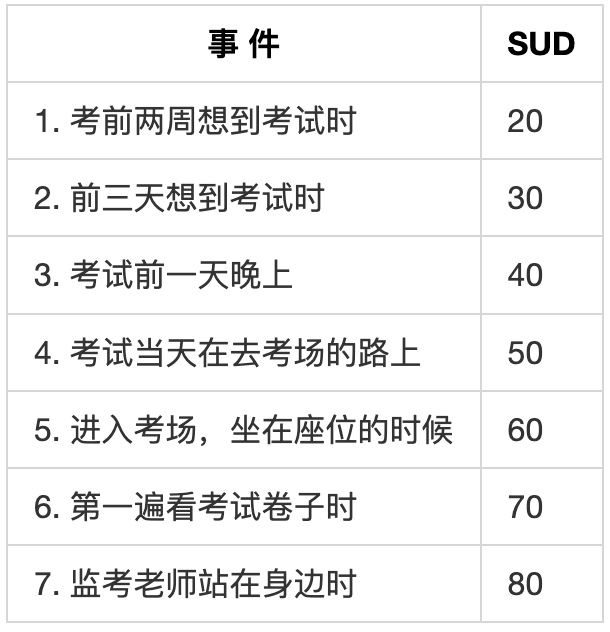 事 件 SUD
1. 考前两周想到考试时 20
2. 前三天想到考试时 30
3. 考试前一天晚上 40
4. 考试当天在去考场的路上 50
5. 进入考场，坐在座位的时候 60
6. 第一遍看考试卷子时 70
7. 监考老师站在身边时 80